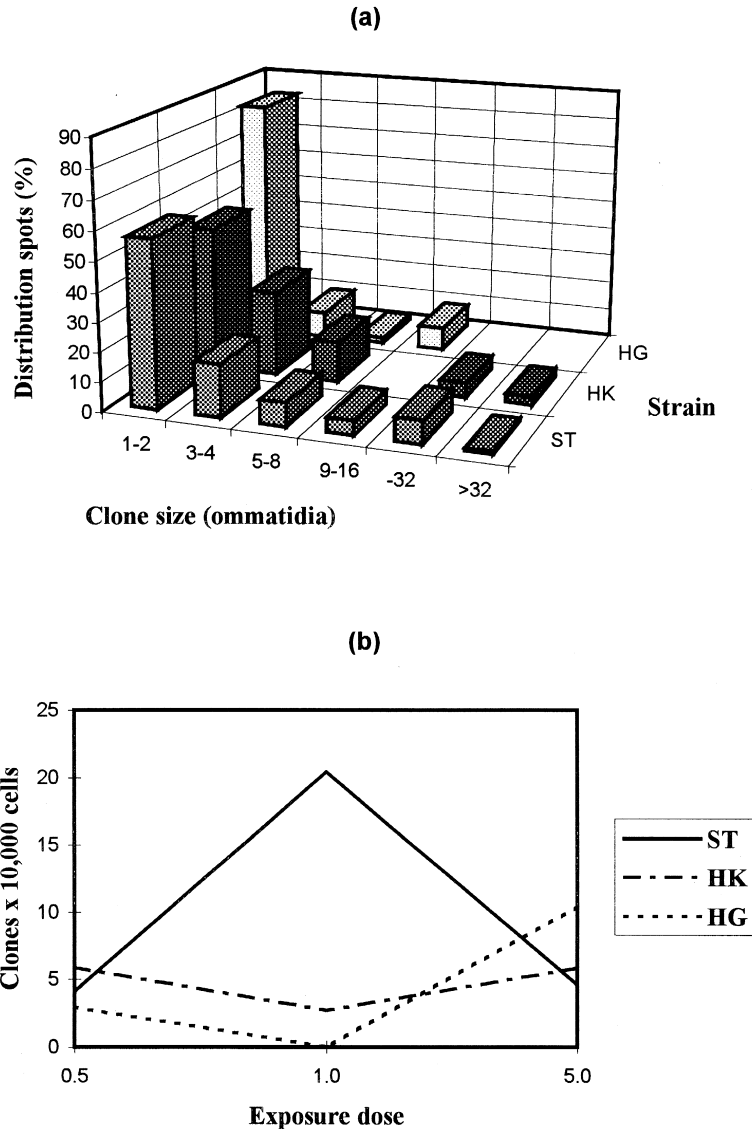 (a)
Distribution spots (%)
90
80
70
60
50
40
30
20
10
0
1-2
3-4
5-8
9-16
-32
>32
HG
HK
ST
Strain
Clone size (ommatidia)
(b)
Clones x 10,000 cells
25
20
15
10
5
0
0.5
1.0
5.0
Exposure dose
ST
HK
HG